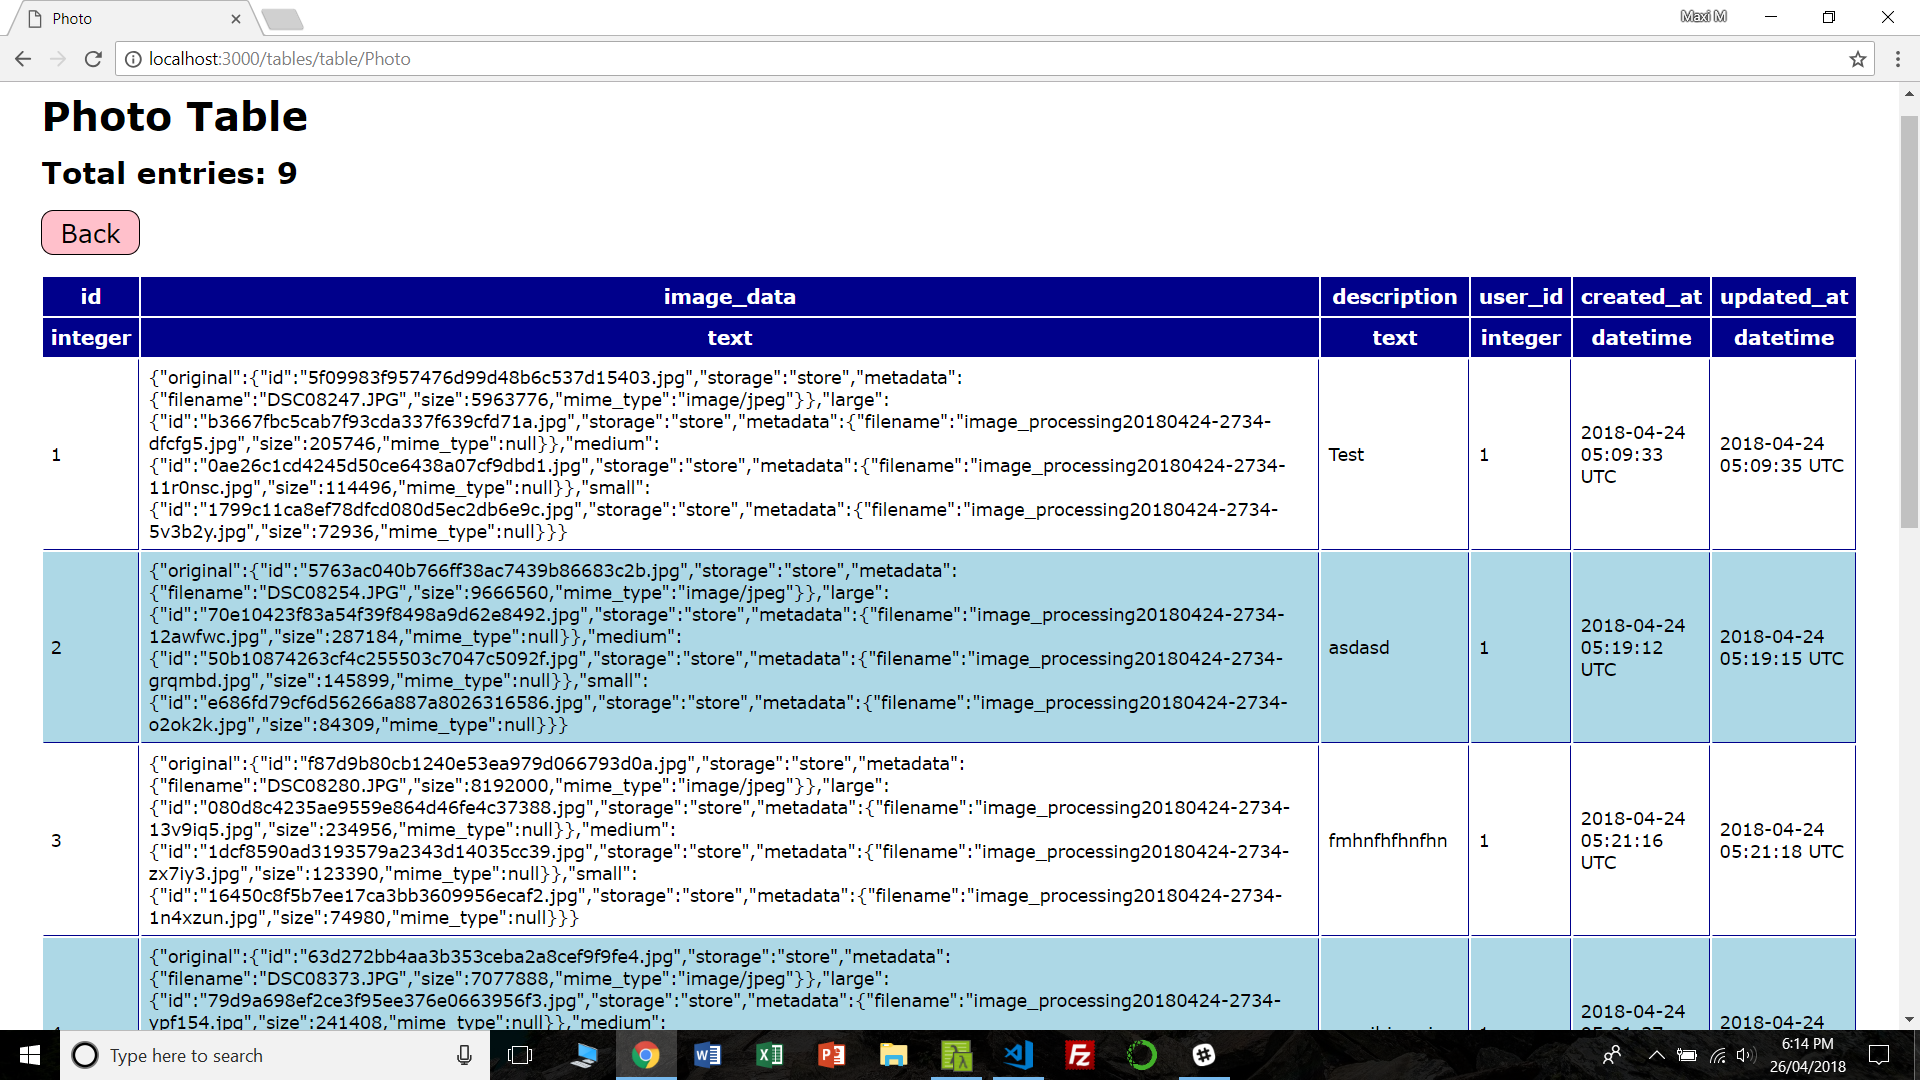 Photo
Maxi M
localhost:3000/tables/table/Photo
Photo Table
Total entries: 9
Back
id image_data description user_id created_at updated_at
integer text text integer datetime datetime
{"original":{"id":"5f09983f957476d99d48b6c537d15403.jpg","storage":"store","metadata":
{"filename":"DSC08247.JPG","size":5963776,"mime_type":"image/jpeg"}},"large":
{"id":"b3667fbc5cab7f93cda337f639cfd71a.jpg","storage":"store","metadata":{"filename":"image_processing20180424-2734-
dfcfg5.jpg","size":205746,"mime_type":null}},"medium":
1 {"id":"0ae26c1cd4245d50ce6438a07cf9dbd1.jpg","storage":"store","metadata":{"filename":"image_processing20180424-2734-
11r0nsc.jpg","size":114496,"mime_type":null}},"small":
{"id":"1799c11ca8ef78dfcd080d5ec2db6e9c.jpg","storage":"store","metadata":{"filename":"image_processing20180424-2734-
5v3b2y.jpg","size":72936,"mime_type":null}}}
Test
1
2018-04-24
05:09:33
UTC
2018-04-24
05:09:35 UTC
{"original":{"id":"5763ac040b766ff38ac7439b86683c2b.jpg","storage":"store","metadata":
{"filename":"DSC08254.JPG","size":9666560,"mime_type":"image/jpeg"}},"large":
{"id":"70e10423f83a54f39f8498a9d62e8492.jpg","storage":"store","metadata":{"filename":"image_processing20180424-2734-
12awfwc.jpg","size":287184,"mime_type":null}},"medium":
2 {"id":"50b10874263cf4c255503c7047c5092f.jpg","storage":"store","metadata":{"filename":"image_processing20180424-2734-
grqmbd.jpg","size":145899,"mime_type":null}},"small":
{"id":"e686fd79cf6d56266a887a8026316586.jpg","storage":"store","metadata":{"filename":"image_processing20180424-2734-
o2ok2k.jpg","size":84309,"mime_type":null}}}
asdasd
1
2018-04-24
05:19:12
UTC
2018-04-24
05:19:15 UTC
{"original":{"id":"f87d9b80cb1240e53ea979d066793d0a.jpg","storage":"store","metadata":
{"filename":"DSC08280.JPG","size":8192000,"mime_type":"image/jpeg"}},"large":
{"id":"080d8c4235ae9559e864d46fe4c37388.jpg","storage":"store","metadata":{"filename":"image_processing20180424-2734-
13v9iq5.jpg","size":234956,"mime_type":null}},"medium":
3 {"id":"1dcf8590ad3193579a2343d14035cc39.jpg","storage":"store","metadata":{"filename":"image_processing20180424-2734-
zx7iy3.jpg","size":123390,"mime_type":null}},"small":
{"id":"16450c8f5b7ee17ca3bb3609956ecaf2.jpg","storage":"store","metadata":{"filename":"image_processing20180424-2734-
1n4xzun.jpg","size":74980,"mime_type":null}}}
fmhnfhfhnfhn
1
2018-04-24
05:21:16
UTC
2018-04-24
05:21:18 UTC
{"original":{"id":"63d272bb4aa3b353ceba2a8cef9f9fe4.jpg","storage":"store","metadata":
{"filename":"DSC08373.JPG","size":7077888,"mime_type":"image/jpeg"}},"large":
{"id":"79d9a698ef2ce3f95ee376e0663956f3.jpg","storage":"store","metadata":{"filename":"image_processing20180424-2734-
ypf154.jpg","size":241408,"mime_type":null}},"medium":
2018-04-24
2018-04-24
Type here to search
6:14 PM
26/04/2018